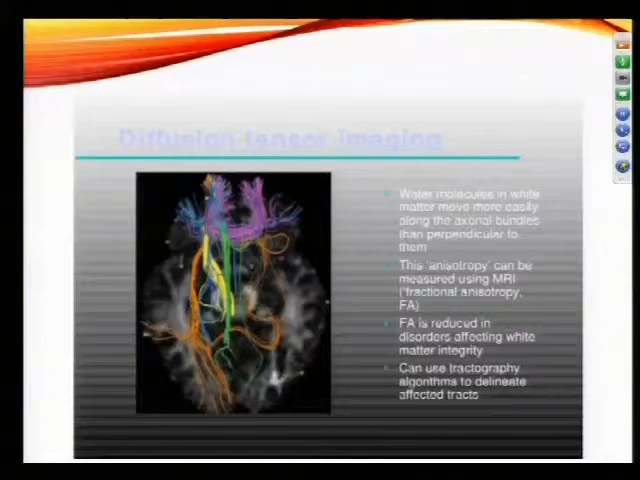 Diffusion tensor imaging
Water molecules in white
matter move more easily
along the axonal bundles
than perpendicular to
them
This 'anisotropy' can be
measured using MRI
('fractional anisotropy,
FA)
FA is reduced in
disorders affecting white
matter integrity
Can use tractography
algorithms to delineate
affected tracts